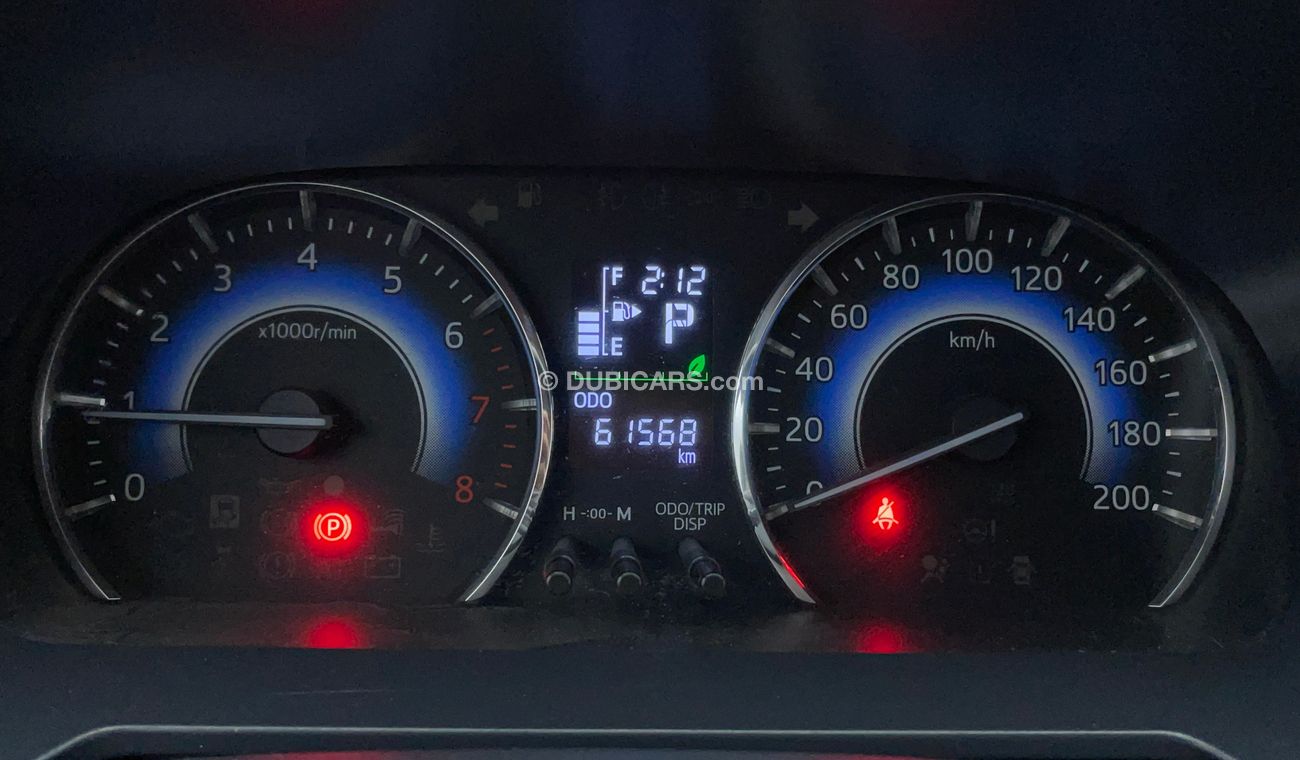 0
1
2
3
4
5
6
7
8
x1000r/min
P
F 2:12
P
E
© DUBICARS.com
ODO
61568
km
H -:00- M
ODO/TRIP
DISP
0
20
40
60
80
100
120
140
160
180
200
km/h